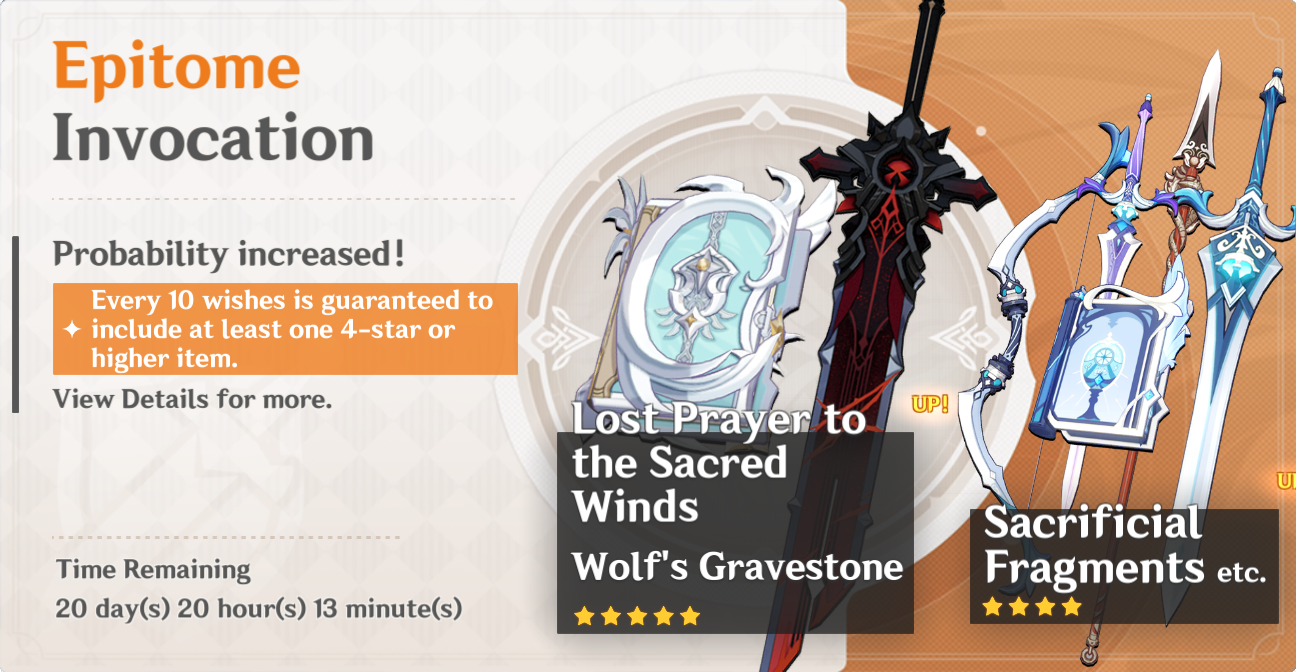 Epitome
Invocation
Probability increased!
Every 10 wishes is guaranteed to
include at least one 4-star or
higher item.
View Details for more.
Time Remaining
20 day(s) 20 hour(s) 13 minute(s)
UP!
Lost Prayer to
the Sacred
Winds
Wolf's Gravestone
Sacrificial
Fragments etc.